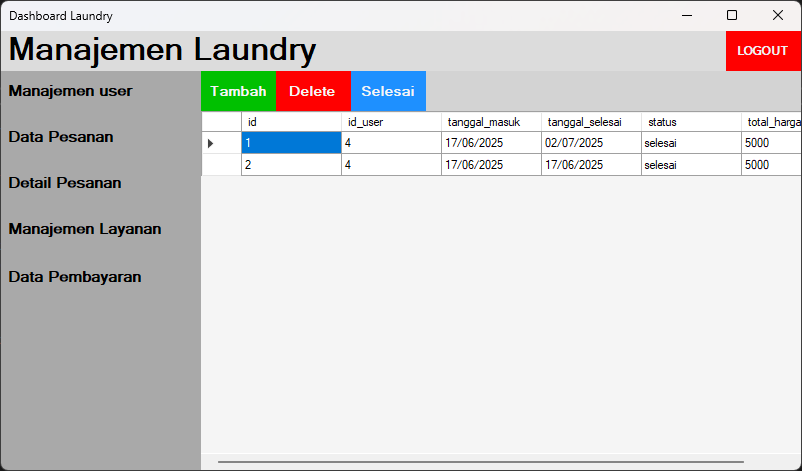 Dashboard Laundry
Manajemen Laundry
LOGOUT
Manajemen user
Data Pesanan
Detail Pesanan
Manajemen Layanan
Data Pembayaran
Tambah Delete Selesai
id id_user tanggal_masuk tanggal_selesai status total_harga
1 4 17/06/2025 02/07/2025 selesai 5000
2 4 17/06/2025 17/06/2025 selesai 5000